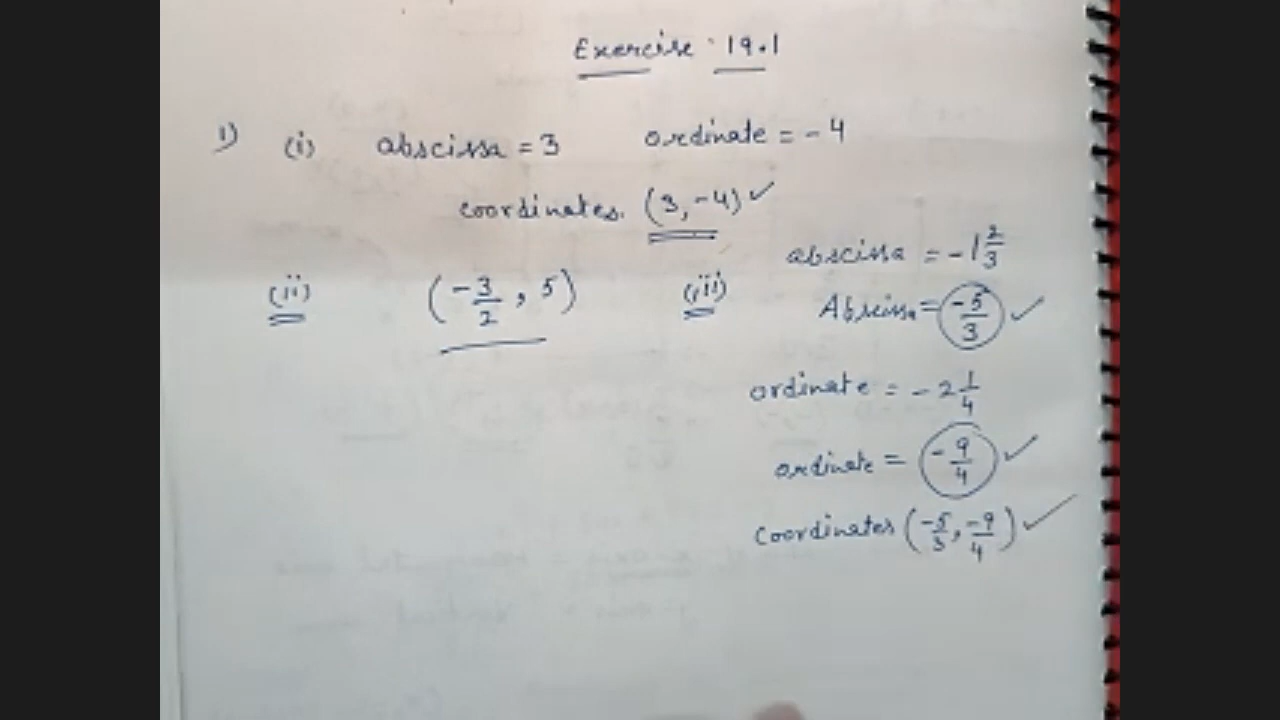 Exercise 19.1
1) (i) abscissa = 3 ordinate = -4
coordinates. (3, -4) ✓
(ii) (-3/2, 5) (iii) abscissa = -1 2/3
Abscissa = -5/3 ✓
ordinate = -2 1/4
ordinate = -9/4 ✓
Coordinates (-5/3, -9/4) ✓